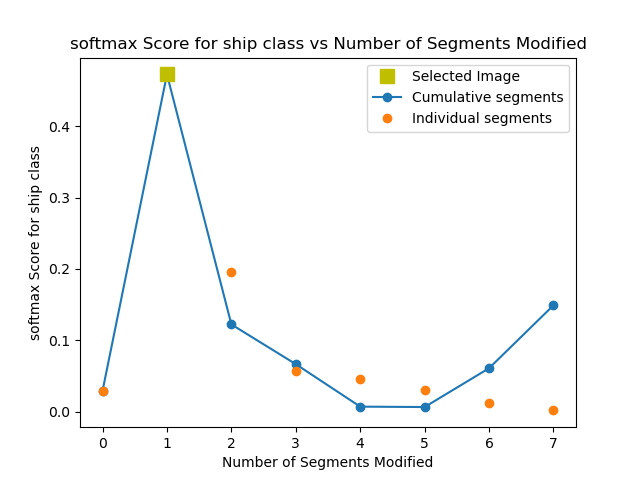 softmax Score for ship class vs Number of Segments Modified
Selected Image
Cumulative segments
Individual segments
softmax Score for ship class
0.4
0.3
0.2
0.1
0.0
0 1 2 3 4 5 6 7
Number of Segments Modified